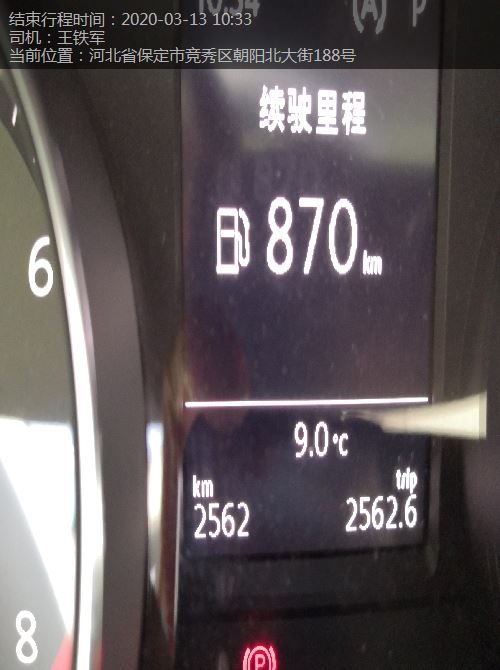 结束行程时间：2020-03-13 10:33
司机：王铁军
当前位置：河北省保定市竞秀区朝阳北大街188号
10:34 (A) P
续驶里程
870 km
6
9.0 °C
km trip
2562 2562.6
8
(P)